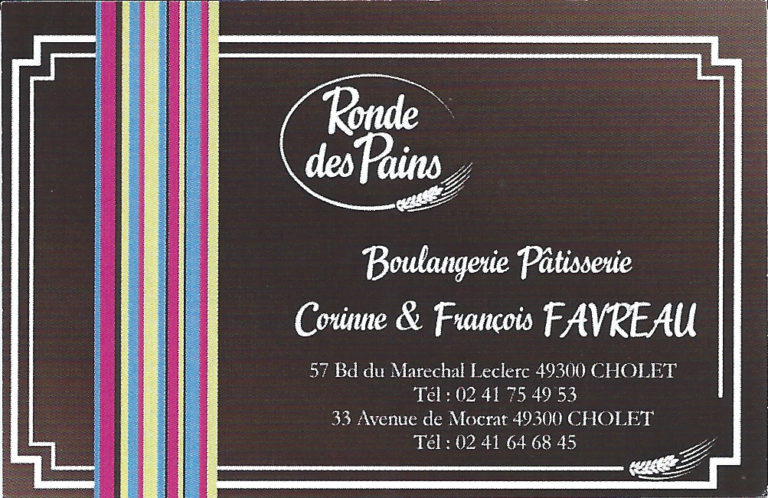 Ronde
des Pains
Boulangerie Pâtisserie
Corinne & François FAVREAU
57 Bd du Marechal Leclerc 49300 CHOLET
Tél : 02 41 75 49 53
33 Avenue de Mocrat 49300 CHOLET
Tél : 02 41 64 68 45